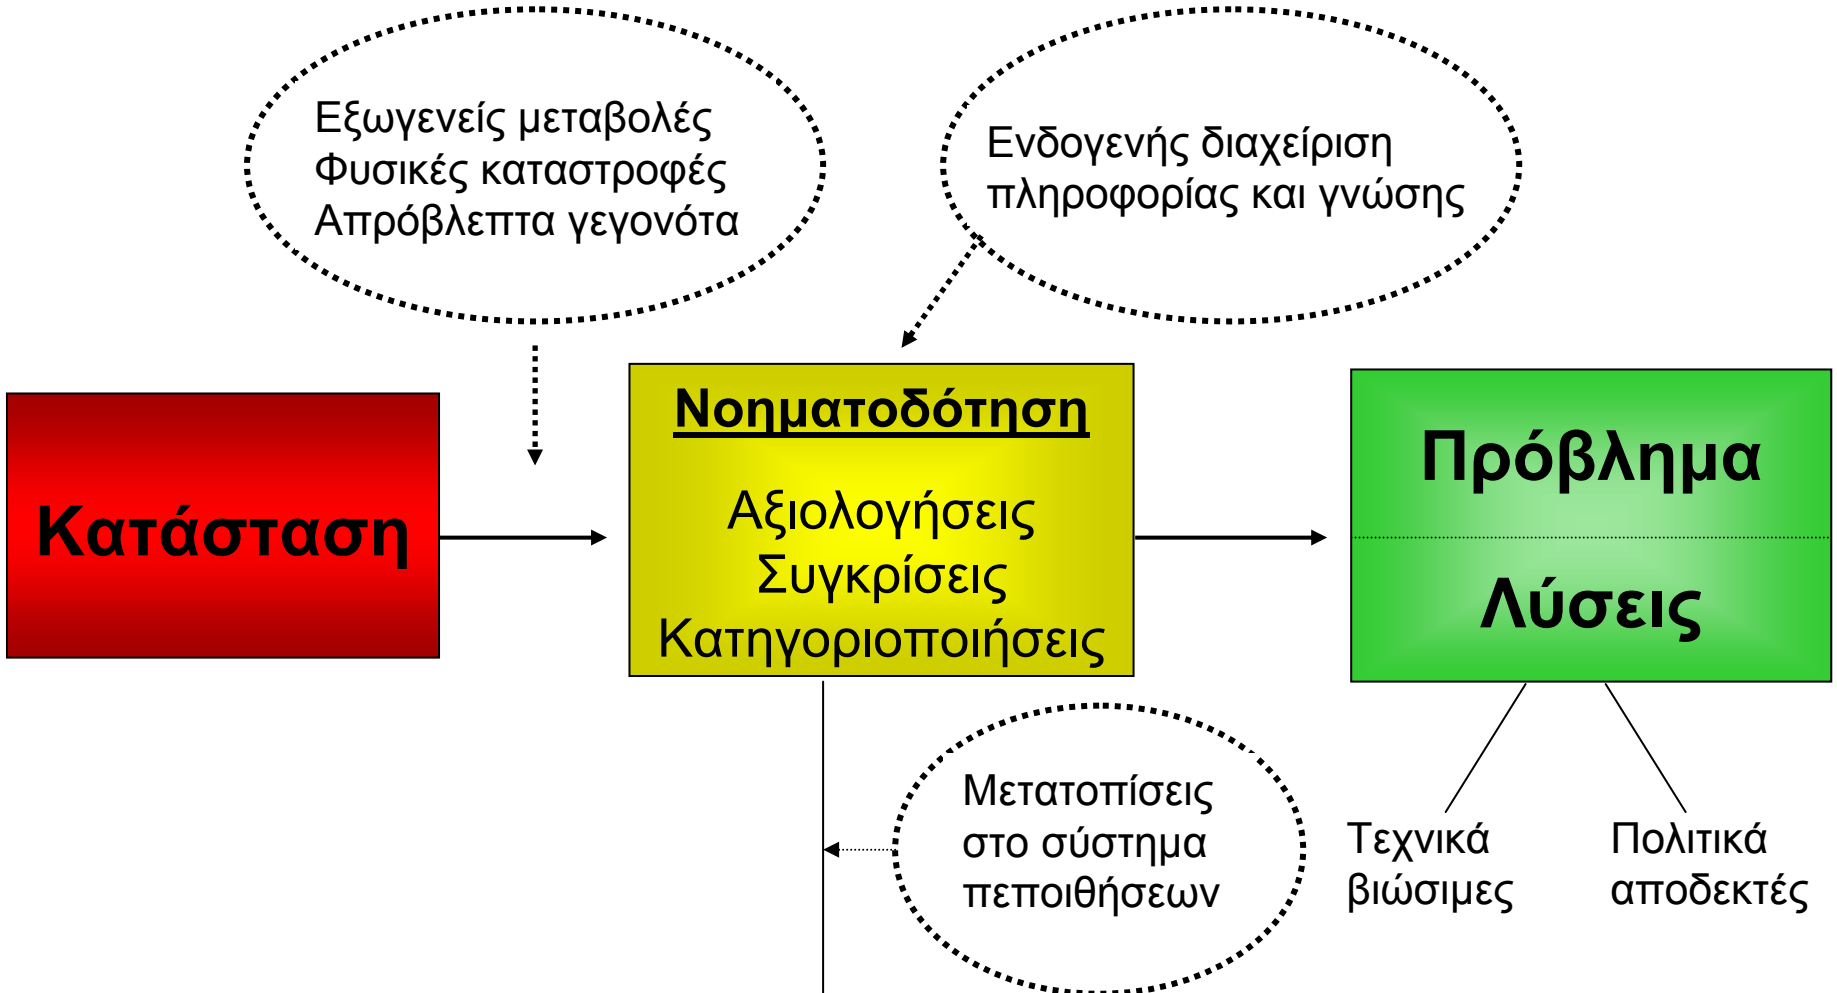 Εξωγενείς μεταβολές
Φυσικές καταστροφές
Απρόβλεπτα γεγονότα
Ενδογενής διαχείριση
πληροφορίας και γνώσης
Κατάσταση
Νοηματοδότηση
Αξιολογήσεις
Συγκρίσεις
Κατηγοριοποιήσεις
Πρόβλημα
Λύσεις
Μετατοπίσεις
στο σύστημα
πεποιθήσεων
Τεχνικά
βιώσιμες
Πολιτικά
αποδεκτές